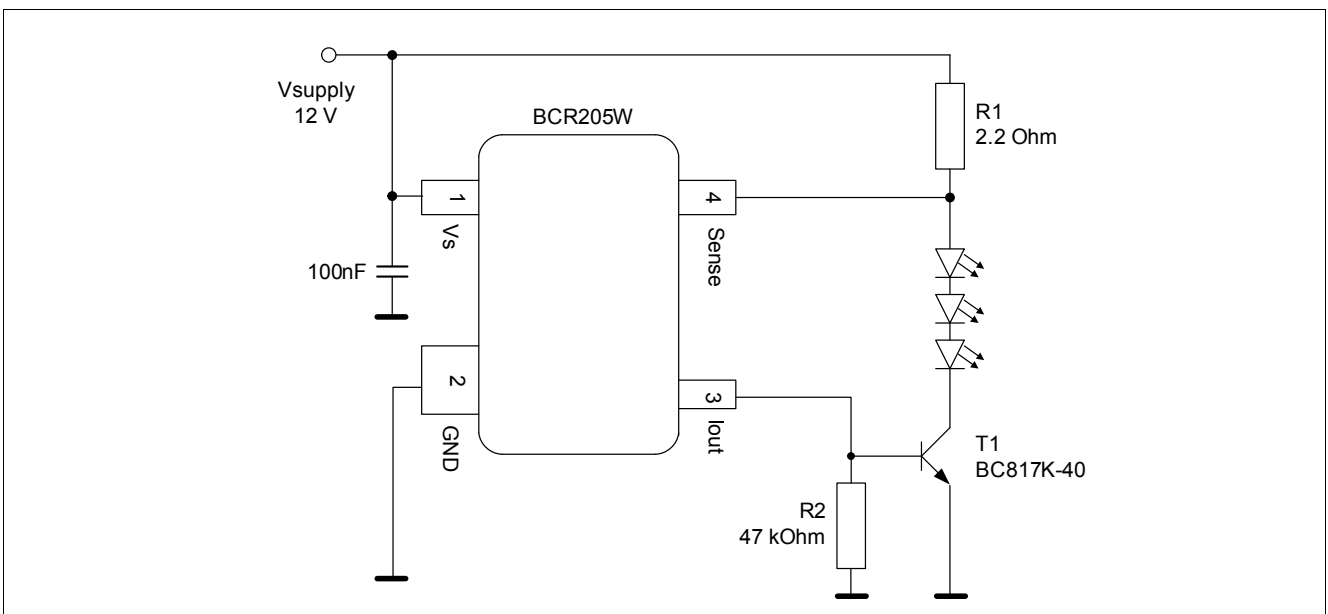 Vsupply
12 V
BCR205W
R1
2.2 Ohm
1
Vs
4
Sense
100nF
2
GND
3
Iout
T1
BC817K-40
R2
47 kOhm